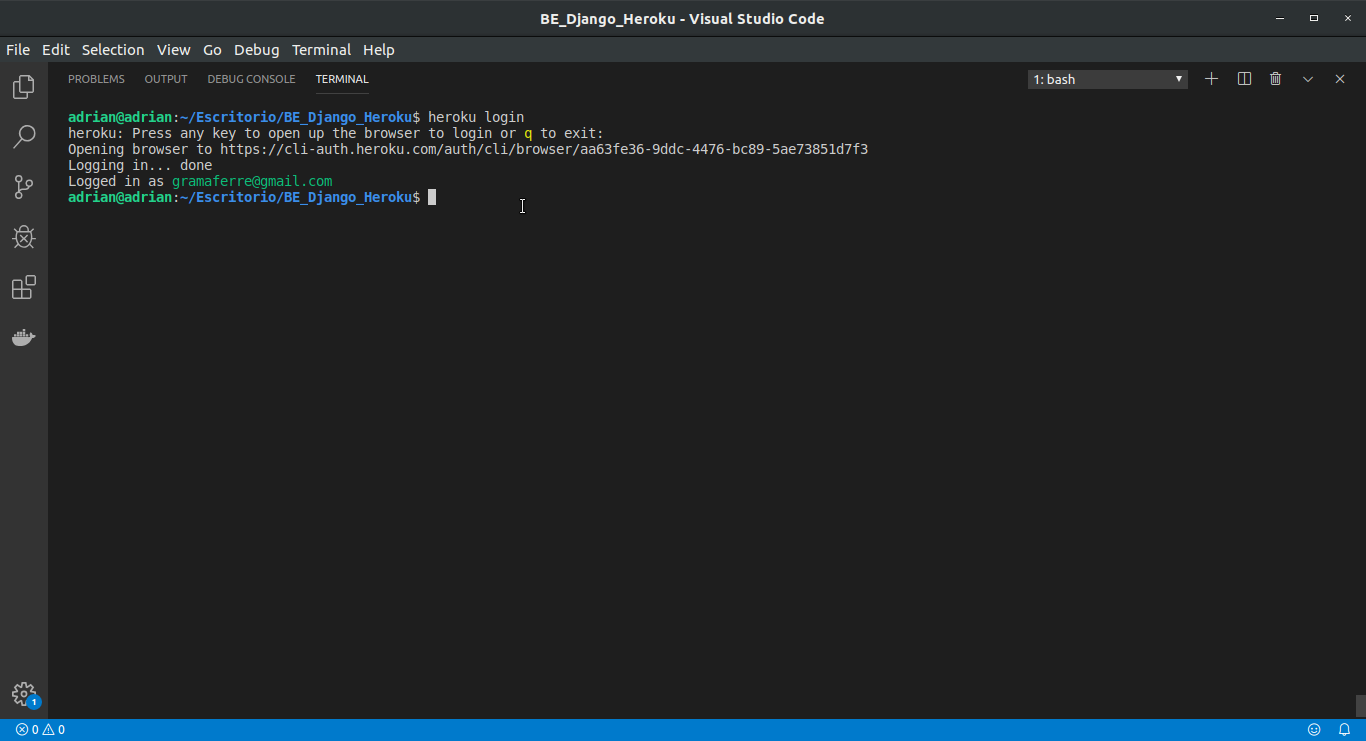 BE_Django_Heroku - Visual Studio Code
File Edit Selection View Go Debug Terminal Help
PROBLEMS OUTPUT DEBUG CONSOLE TERMINAL 1: bash
adrian@adrian:~/Escritorio/BE_Django_Heroku$ heroku login
heroku: Press any key to open up the browser to login or q to exit:
Opening browser to https://cli-auth.heroku.com/auth/cli/browser/aa63fe36-9ddc-4476-bc89-5ae73851d7f3
Logging in... done
Logged in as gramaferre@gmail.com
adrian@adrian:~/Escritorio/BE_Django_Heroku$
1
0 0